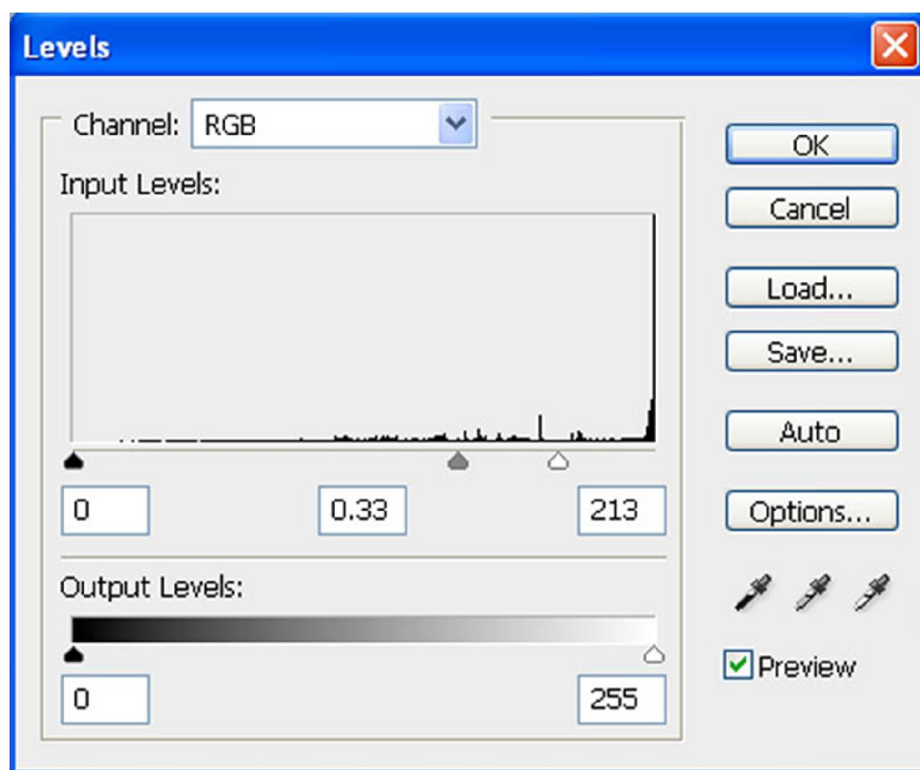 Levels
Channel: RGB
OK
Input Levels:
Cancel
Load...
Save...
Auto
0 0.33 213
Options...
Output Levels:
Preview
0 255